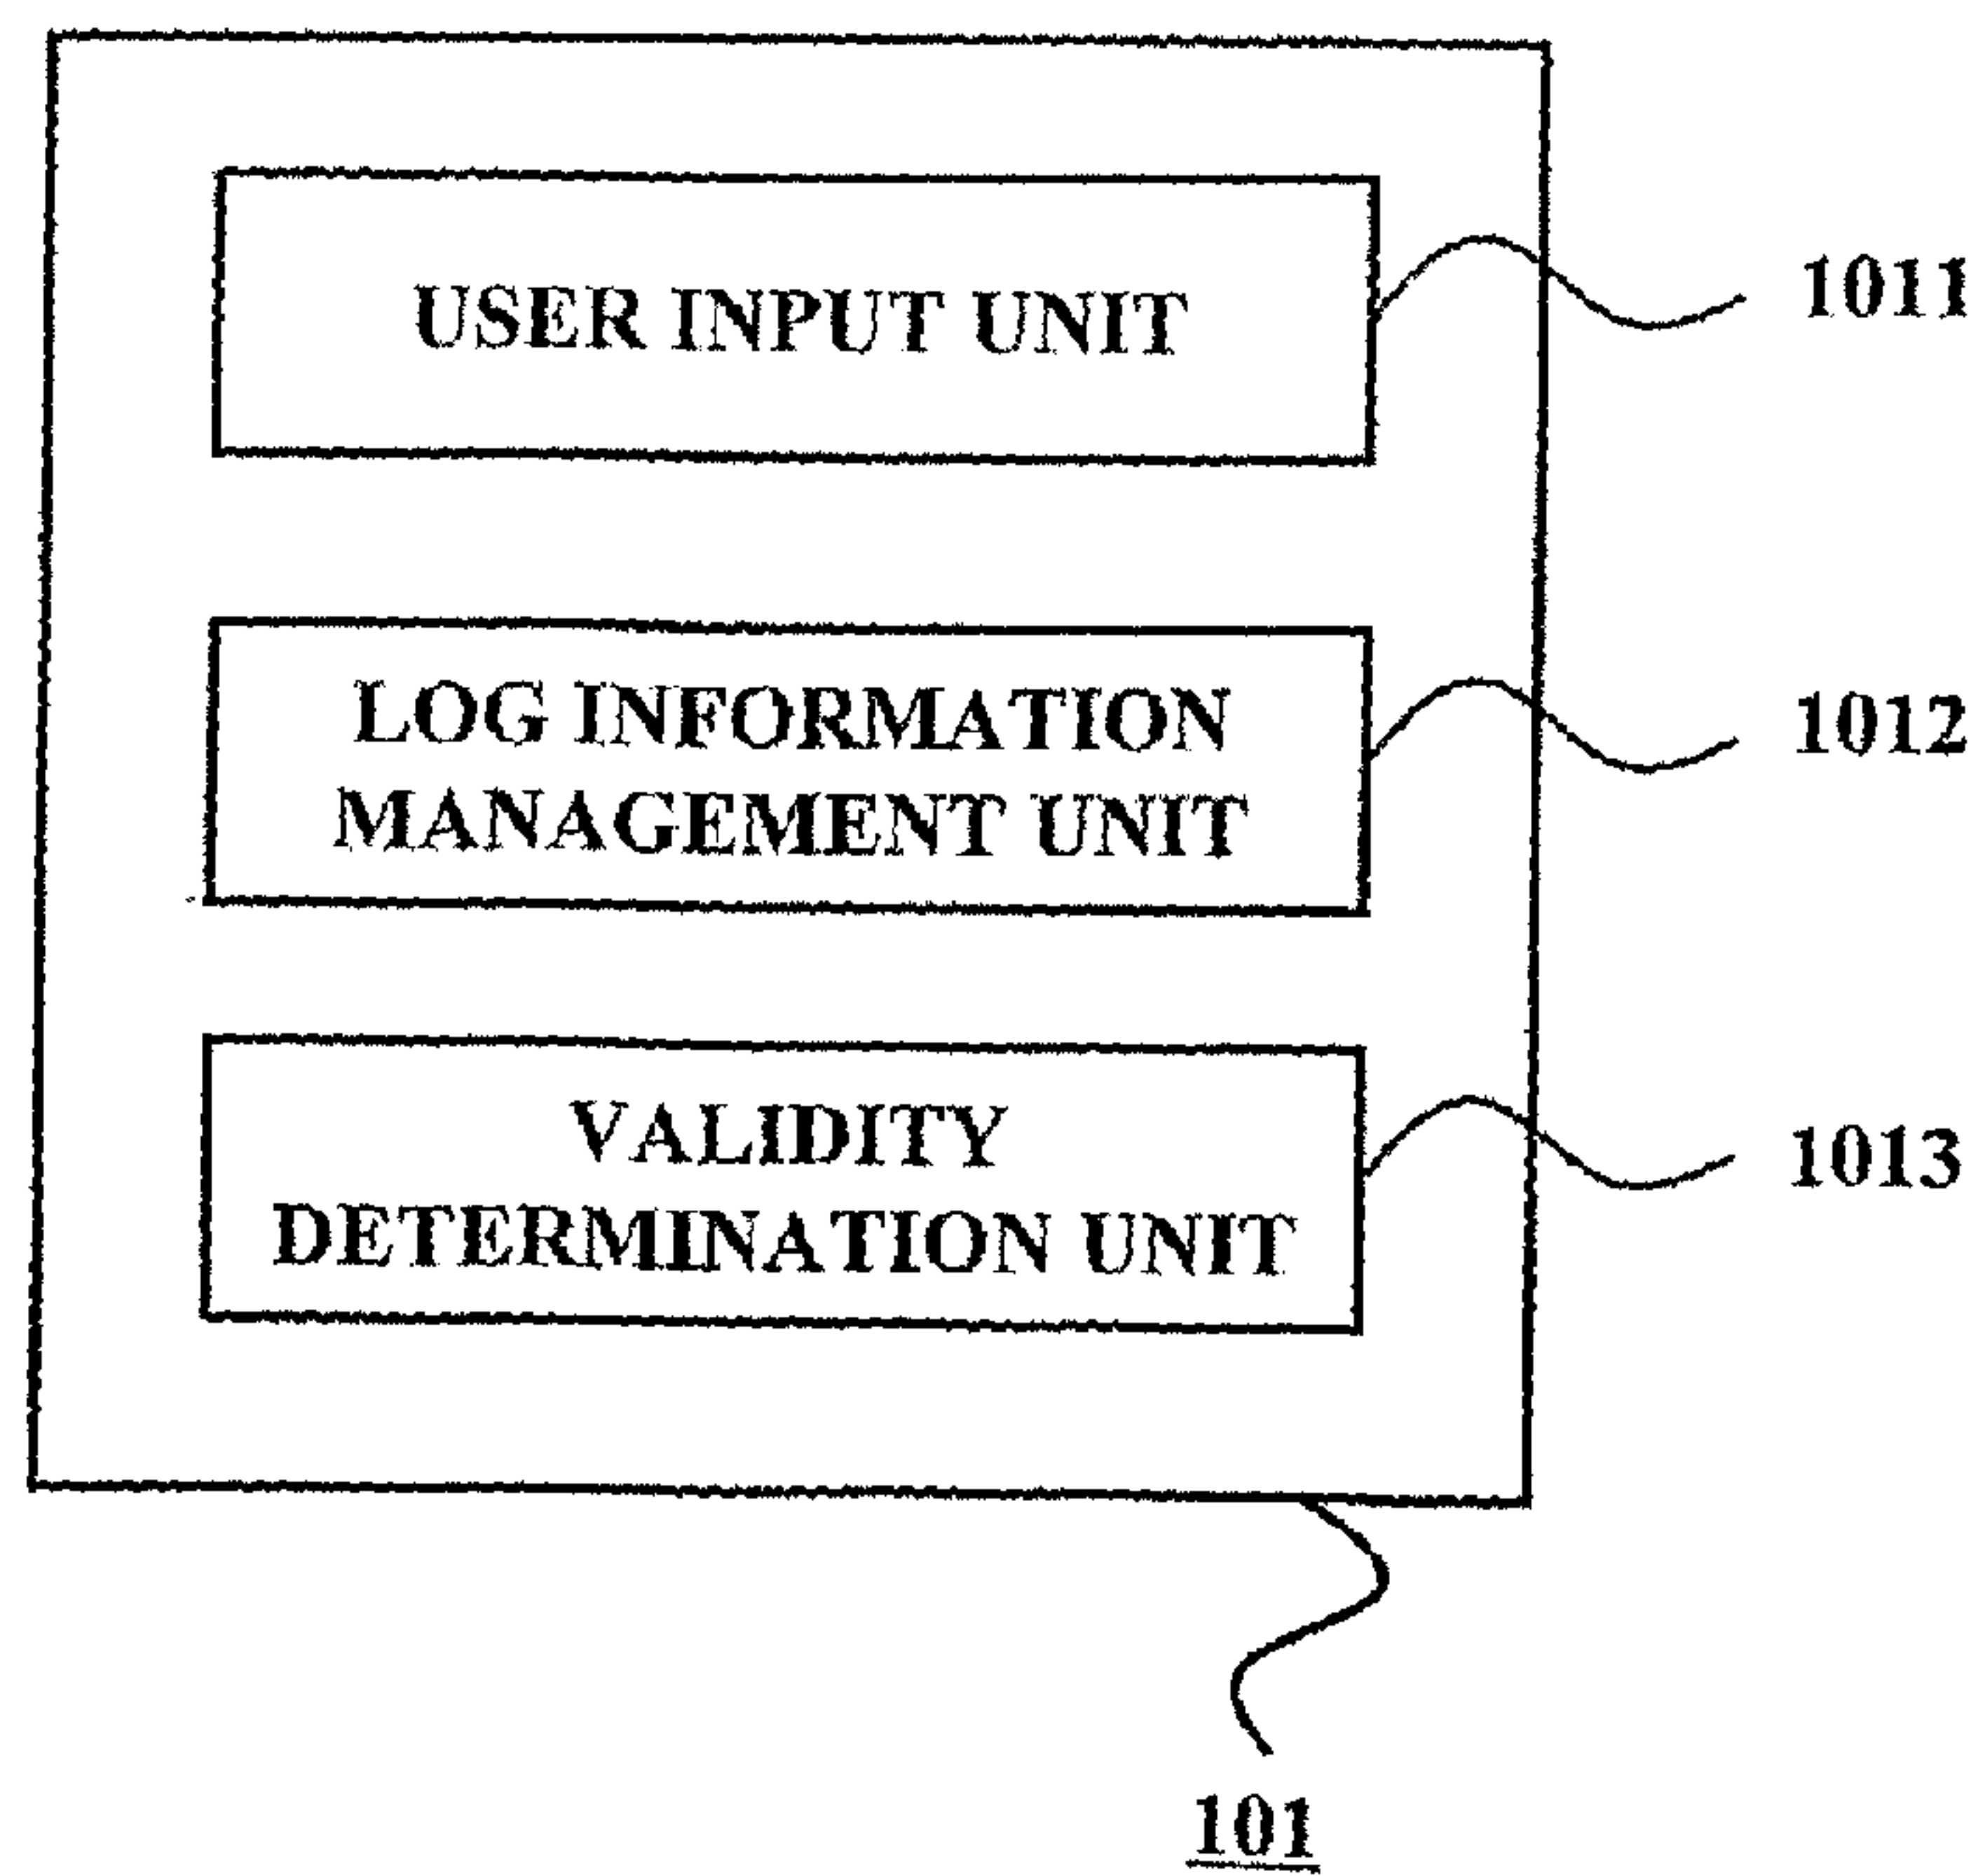 USER INPUT UNIT
1011
LOG INFORMATION
MANAGEMENT UNIT
1012
VALIDITY
DETERMINATION UNIT
1013
101